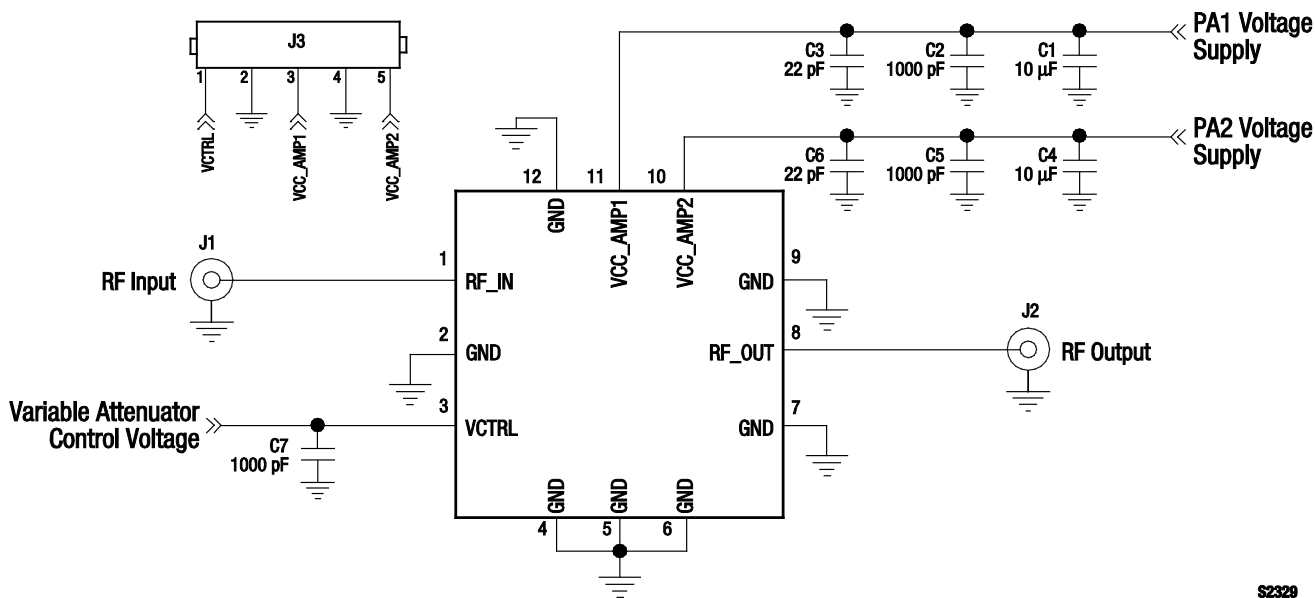 J3
1 2 3 4 5
VCTRL
VCC_AMP1
VCC_AMP2
PA1 Voltage
Supply
C3
22 pF
C2
1000 pF
C1
10 µF
PA2 Voltage
Supply
C6
22 pF
C5
1000 pF
C4
10 µF
12 11 10
GND
VCC_AMP1
VCC_AMP2
J1
RF Input
1
RF_IN
2
GND
Variable Attenuator
Control Voltage
3
VCTRL
C7
1000 pF
9
GND
8
RF_OUT
J2
RF Output
7
GND
GND
GND
GND
4 5 6
S2329